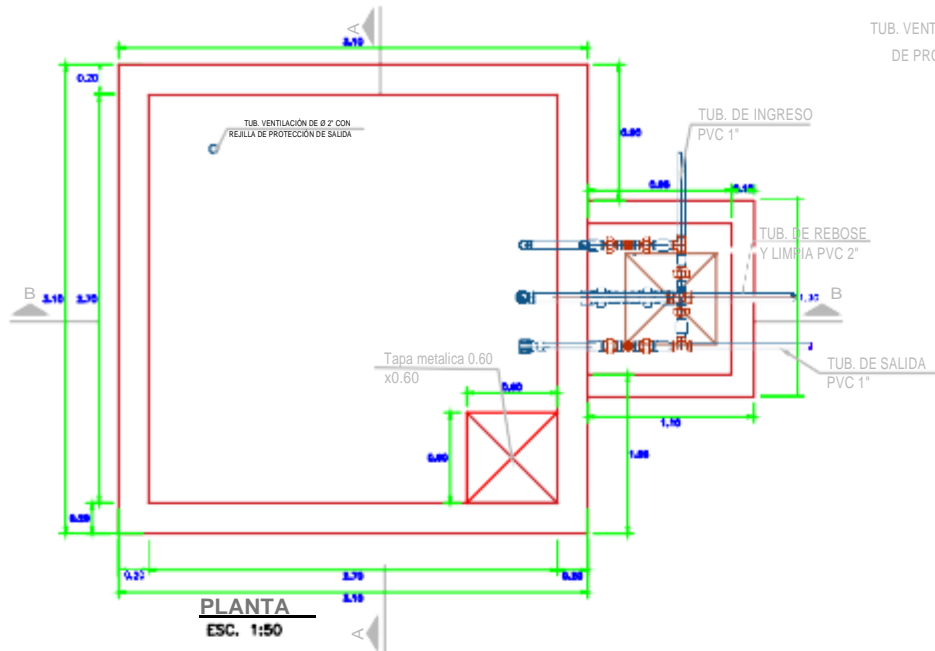 A
3.10
TUB. VENT
DE PRO
0.20
TUB. VENTILACIÓN DE Ø 2" CON
REJILLA DE PROTECCIÓN DE SALIDA
TUB. DE INGRESO
PVC 1"
0.90
0.95
0.15
TUB. DE REBOSE
Y LIMPIA PVC 2"
B
3.10
2.70
1.30
B
Tapa metalica 0.60
x0.60
TUB. DE SALIDA
PVC 1"
0.60
1.10
0.60
0.20
0.20
2.70
0.20
3.10
PLANTA
ESC. 1:50
A